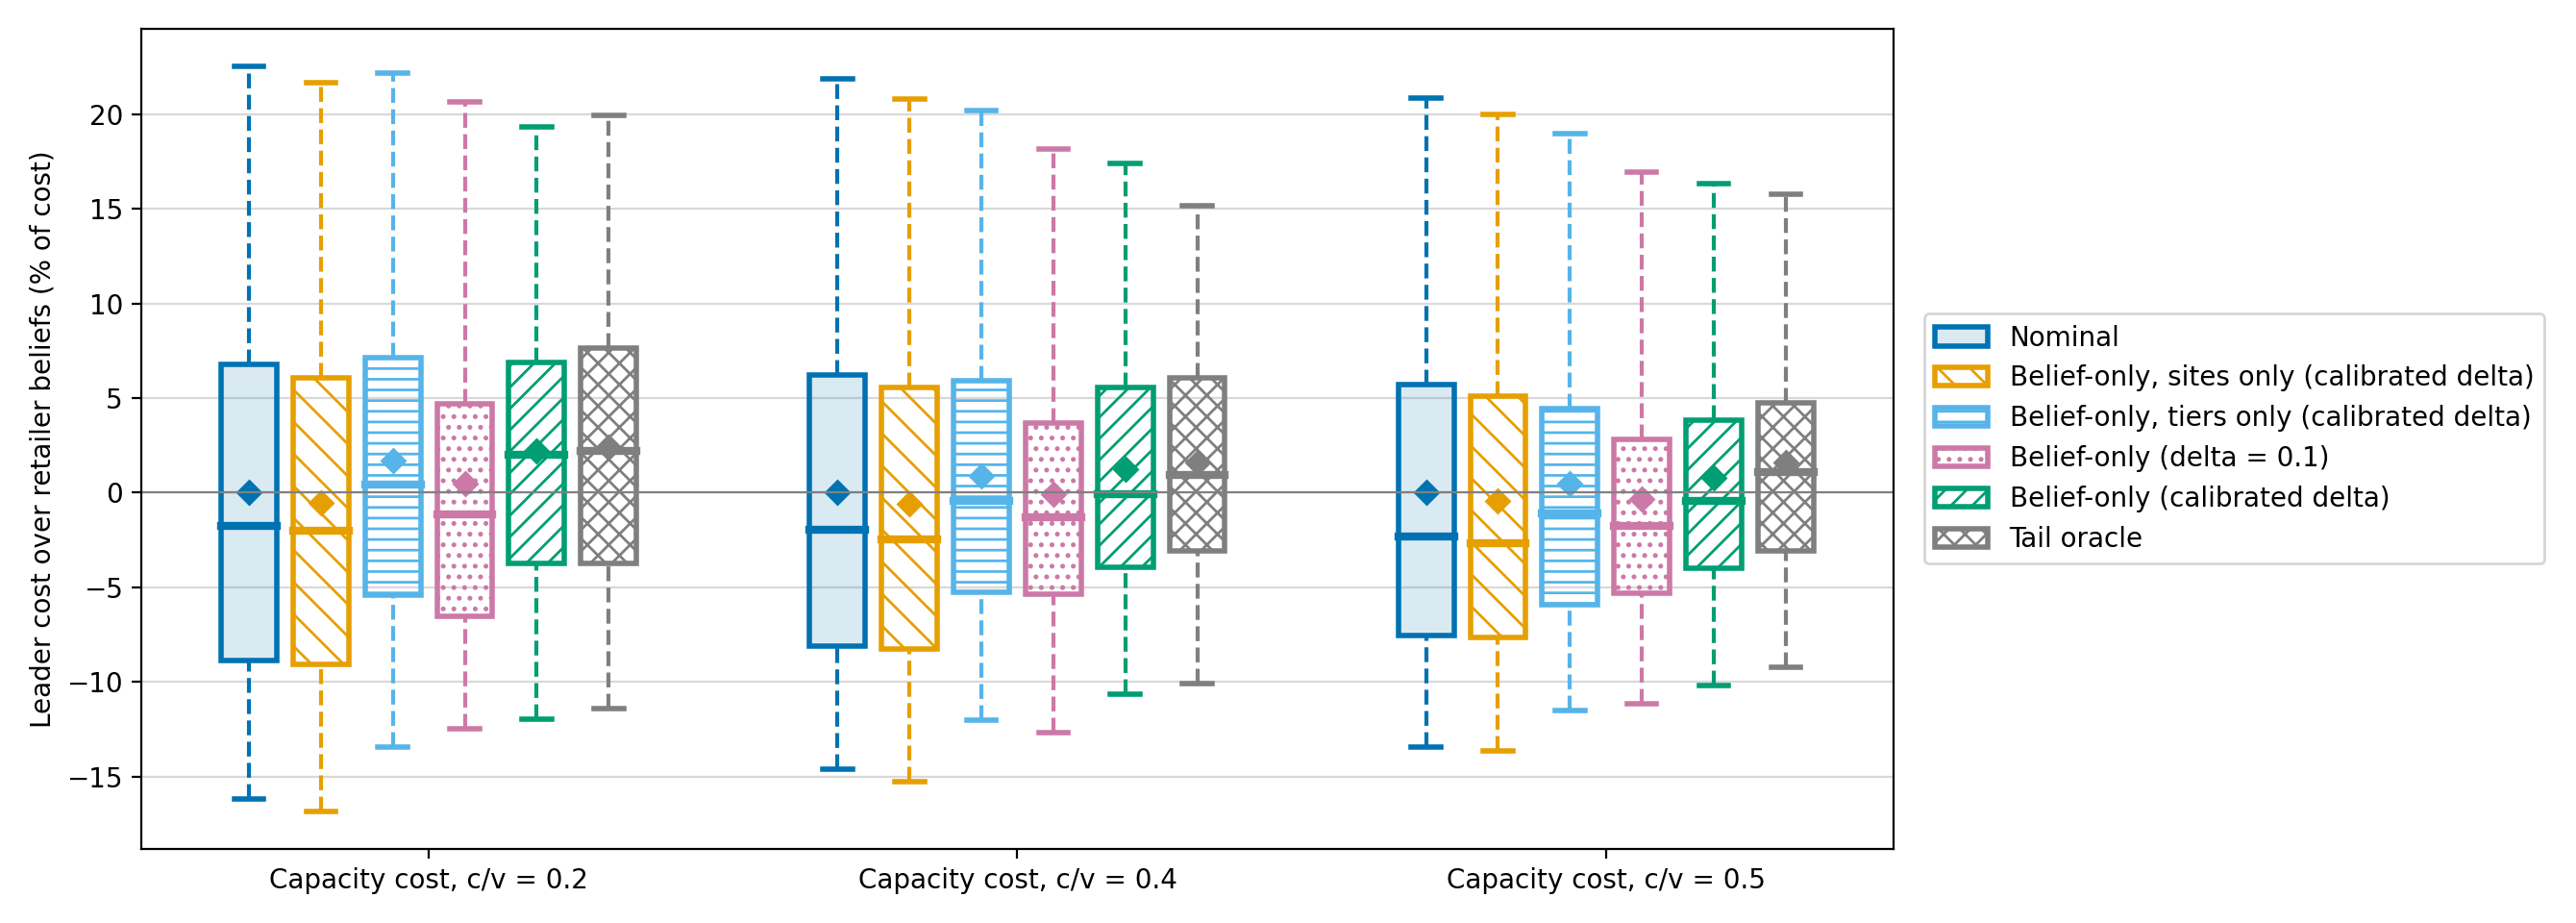 Leader cost over retailer beliefs (% of cost)
20
15
10
5
0
−5
−10
−15
Capacity cost, c/v = 0.2
Capacity cost, c/v = 0.4
Capacity cost, c/v = 0.5
Nominal
Belief-only, sites only (calibrated delta)
Belief-only, tiers only (calibrated delta)
Belief-only (delta = 0.1)
Belief-only (calibrated delta)
Tail oracle